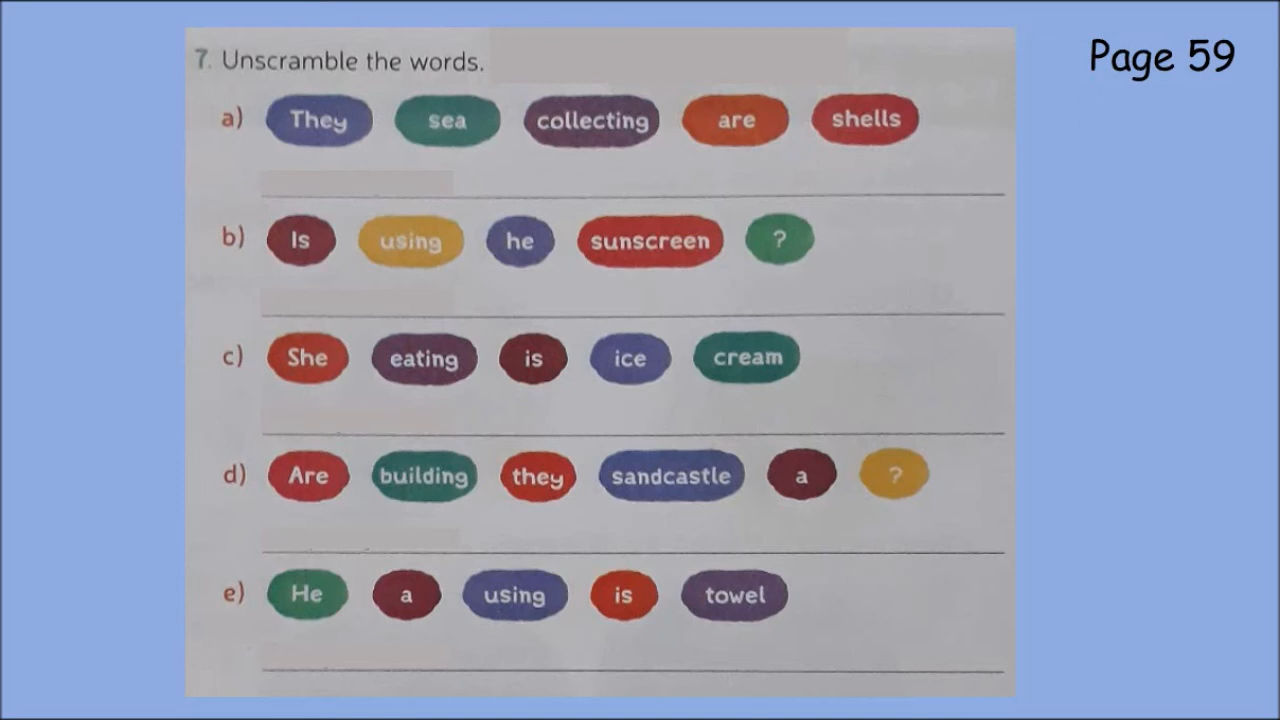 Page 59
7. Unscramble the words.
a) They sea collecting are shells
b) Is using he sunscreen ?
c) She eating is ice cream
d) Are building they sandcastle a ?
e) He a using is towel